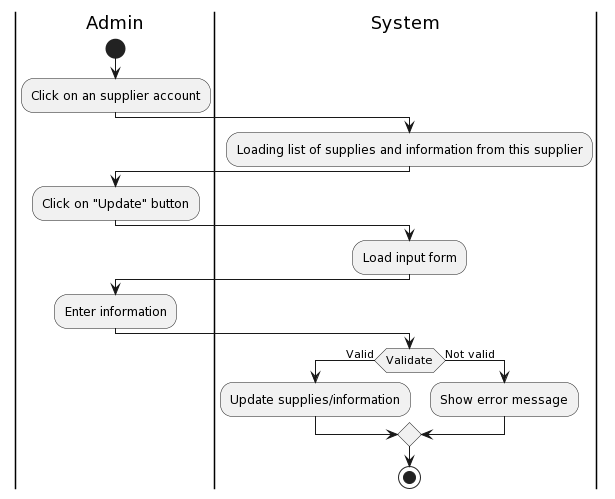 Admin
System
Click on an supplier account
Loading list of supplies and information from this supplier
Click on "Update" button
Load input form
Enter information
Valid
Validate
Not valid
Update supplies/information
Show error message